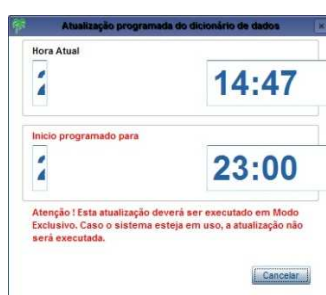 Atualização programada do dicionário de dados
Hora Atual
14:47
Inicio programado para
23:00
Atenção ! Esta atualização deverá ser executado em Modo
Exclusivo. Caso o sistema esteja em uso, a atualização não
será executada.
Cancelar